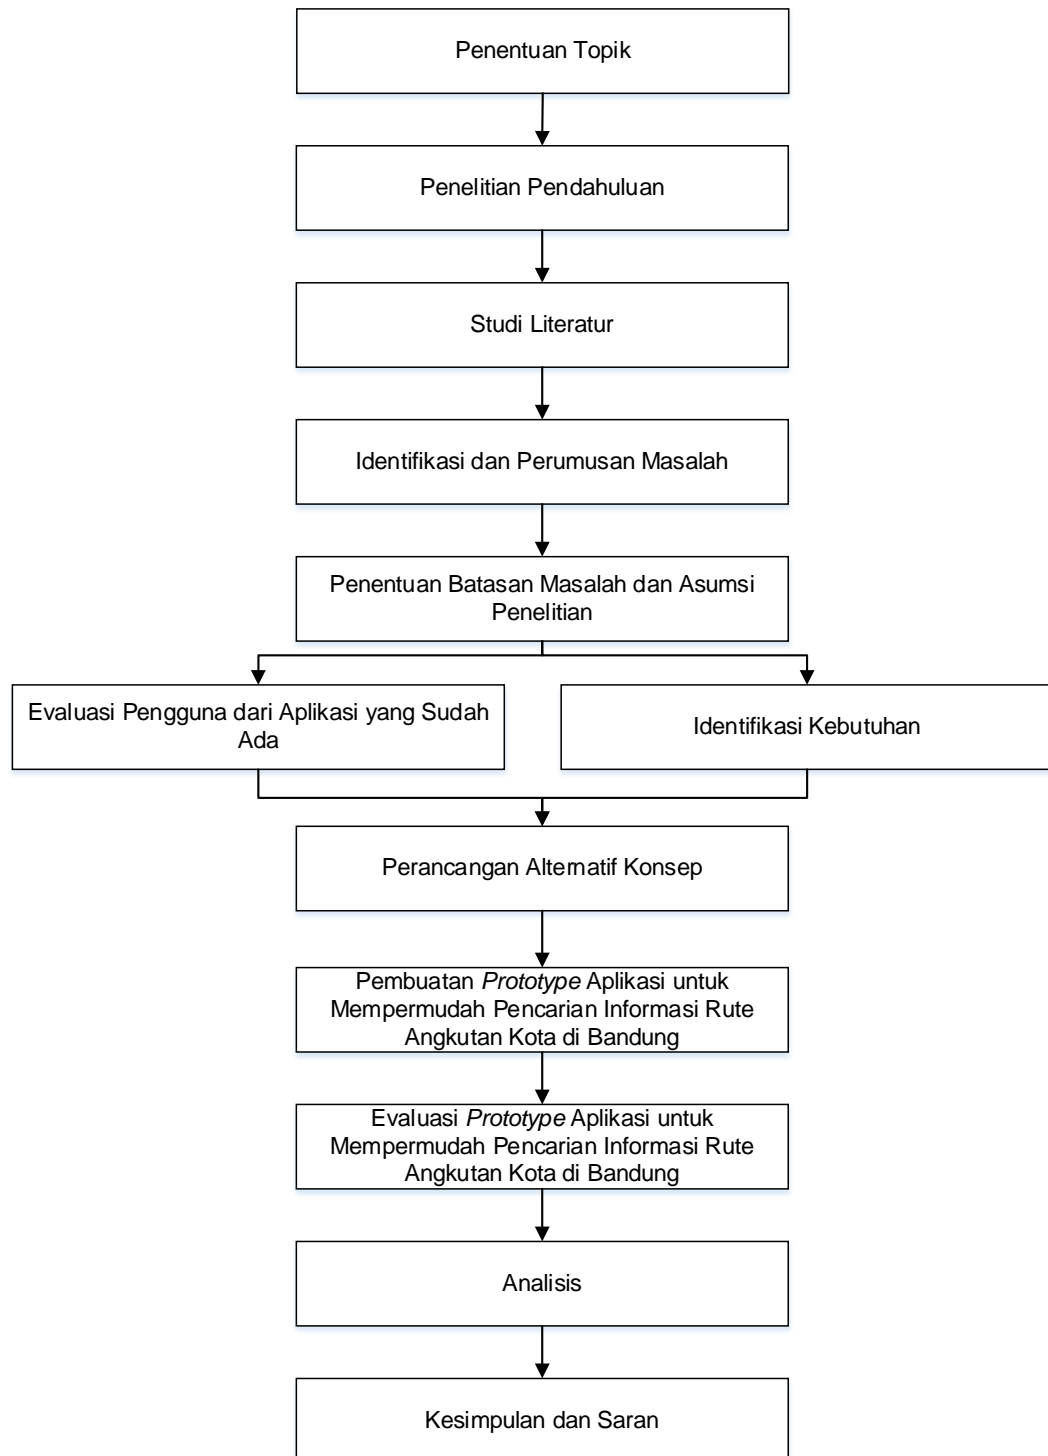 Penentuan Topik
Penelitian Pendahuluan
Studi Literatur
Identifikasi dan Perumusan Masalah
Penentuan Batasan Masalah dan Asumsi
Penelitian
Evaluasi Pengguna dari Aplikasi yang Sudah
Ada
Identifikasi Kebutuhan
Perancangan Alternatif Konsep
Pembuatan Prototype Aplikasi untuk
Mempermudah Pencarian Informasi Rute
Angkutan Kota di Bandung
Evaluasi Prototype Aplikasi untuk
Mempermudah Pencarian Informasi Rute
Angkutan Kota di Bandung
Analisis
Kesimpulan dan Saran